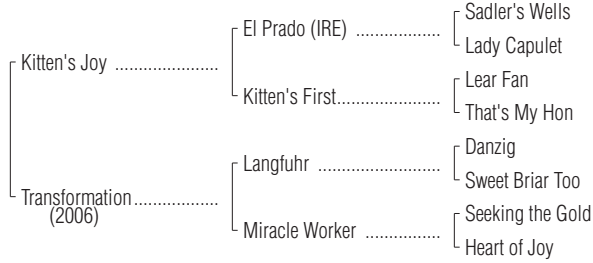 Sadler's Wells
El Prado (IRE) ..................
Lady Capulet
Kitten's Joy ......................
Lear Fan
Kitten's First......................
That's My Hon
Danzig
Langfuhr ..........................
Sweet Briar Too
Transformation..................
(2006)
Seeking the Gold
Miracle Worker ................
Heart of Joy